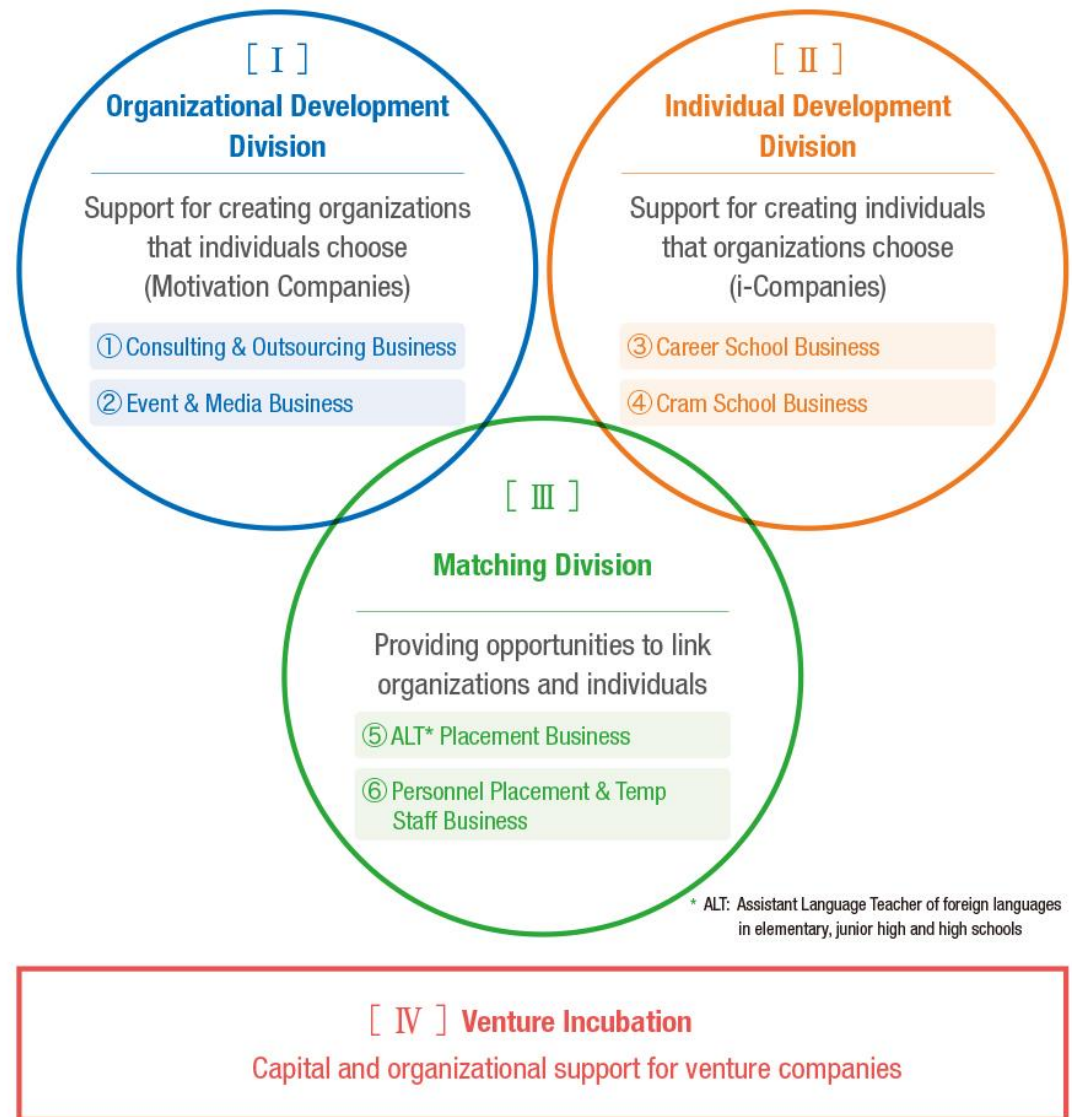 [ Ⅰ ]
Organizational Development
Division
Support for creating organizations
that individuals choose
(Motivation Companies)
① Consulting & Outsourcing Business
② Event & Media Business
[ Ⅱ ]
Individual Development
Division
Support for creating individuals
that organizations choose
(i-Companies)
③ Career School Business
④ Cram School Business
[ Ⅲ ]
Matching Division
Providing opportunities to link
organizations and individuals
⑤ ALT* Placement Business
⑥ Personnel Placement & Temp
Staff Business
* ALT: Assistant Language Teacher of foreign languages
in elementary, junior high and high schools
[ Ⅳ ] Venture Incubation
Capital and organizational support for venture companies